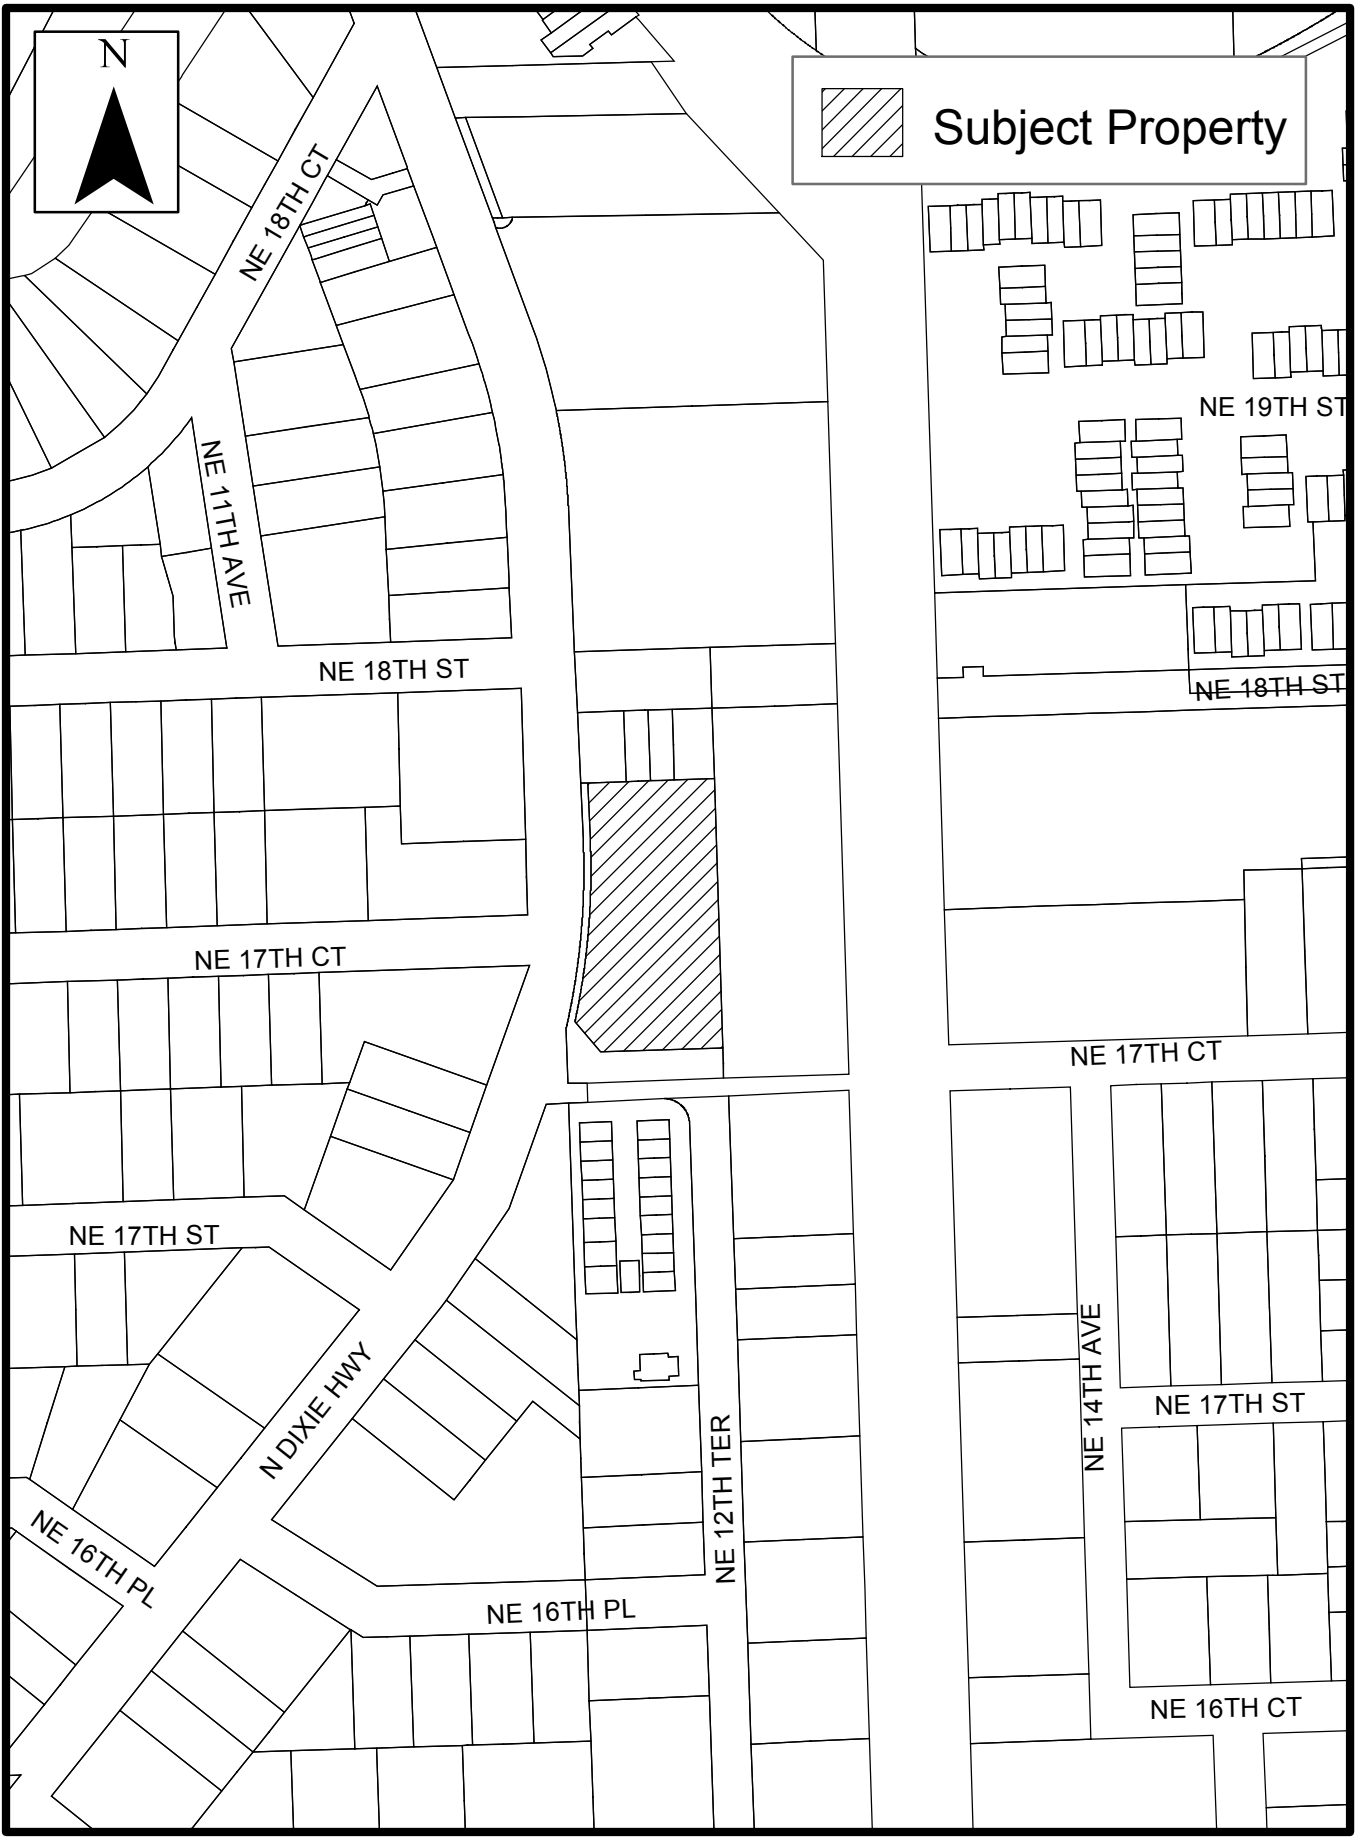 N
Subject Property
NE 18TH CT
NE 19TH ST
NE 11TH AVE
NE 18TH ST
NE 18TH ST
NE 17TH CT
NE 17TH CT
NE 17TH ST
N DIXIE HWY
NE 14TH AVE
NE 17TH ST
NE 12TH TER
NE 16TH PL
NE 16TH PL
NE 16TH CT